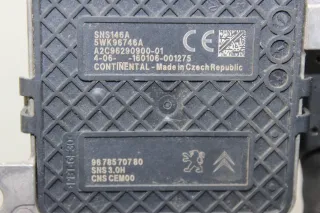 SNS146A
5WK96746A
A2C96290900-01
4-06- -160106-001275
CONTINENTAL - Made in Czech Republic
CE
9678570780
SNS 3.0H
CNS CEM00